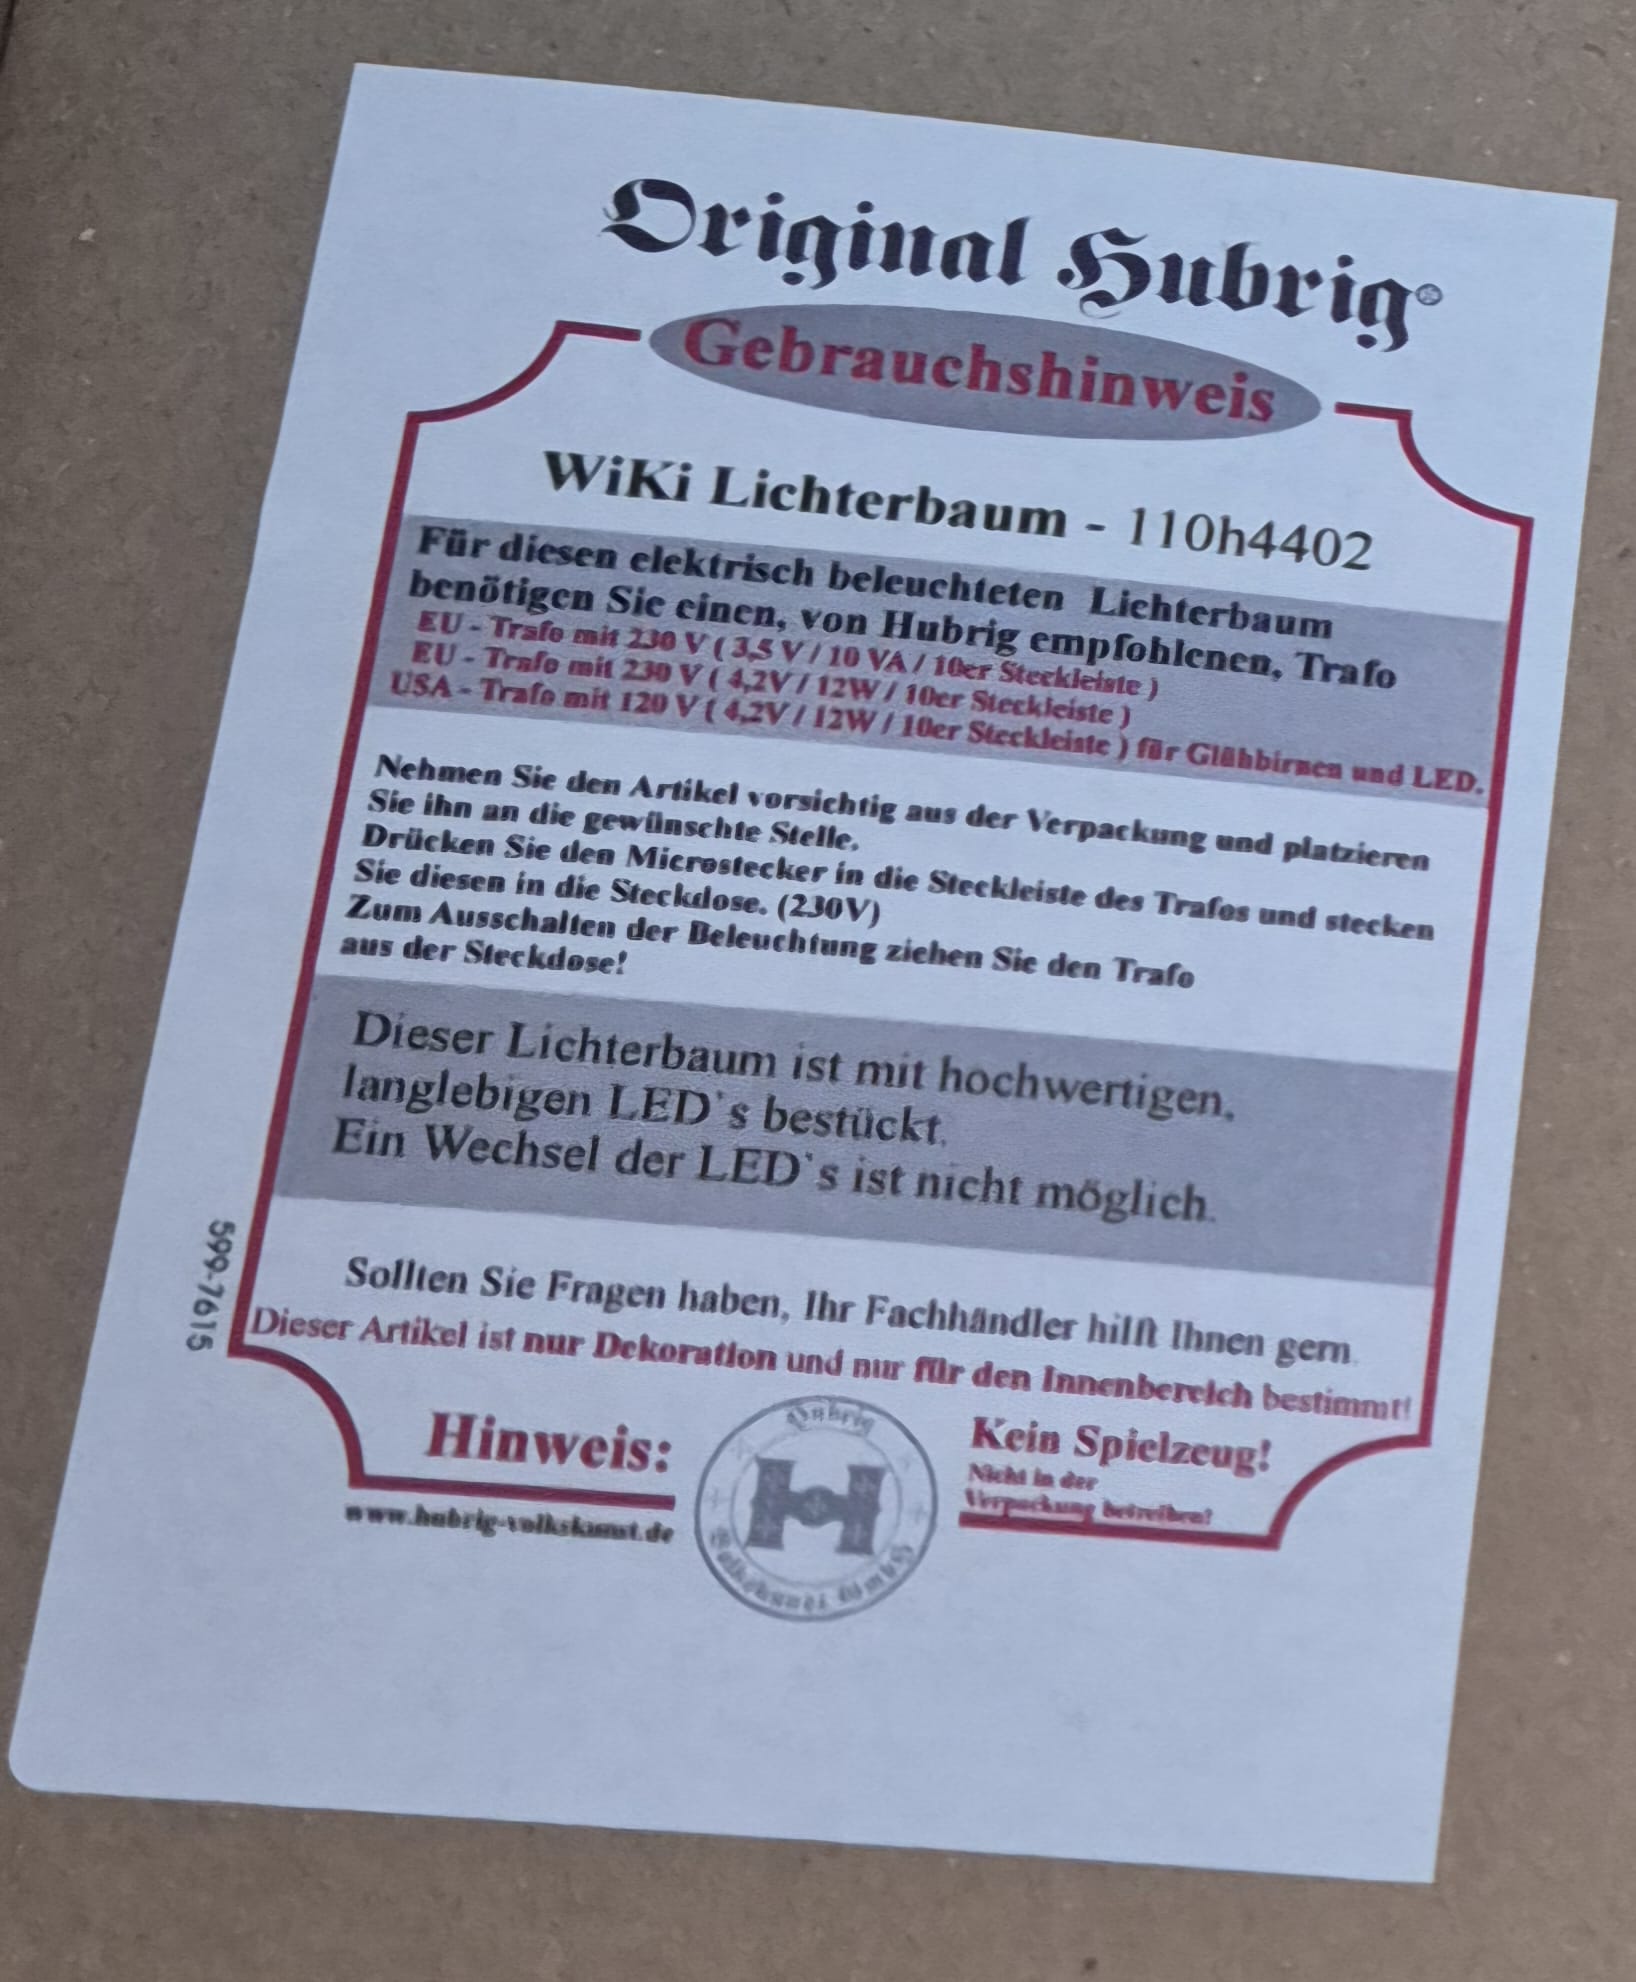 Original Hubrig®
Gebrauchshinweis
WiKi Lichterbaum - 110h4402
Für diesen elektrisch beleuchteten Lichterbaum
benötigen Sie einen, von Hubrig empfohlenen, Trafo
EU - Trafo mit 230 V ( 3,5 V / 10 VA / 10er Steckleiste )
EU - Trafo mit 230 V ( 4,2V / 12W / 10er Steckleiste )
USA - Trafo mit 120 V ( 4,2V / 12W / 10er Steckleiste ) für Glühbirnen und LED.
Nehmen Sie den Artikel vorsichtig aus der Verpackung und platzieren
Sie ihn an die gewünschte Stelle.
Drücken Sie den Microstecker in die Steckleiste des Trafos und stecken
Sie diesen in die Steckdose. (230V)
Zum Ausschalten der Beleuchtung ziehen Sie den Trafo
aus der Steckdose!
Dieser Lichterbaum ist mit hochwertigen,
langlebigen LED`s bestückt.
Ein Wechsel der LED`s ist nicht möglich.
Sollten Sie Fragen haben, Ihr Fachhändler hilft Ihnen gern.
Dieser Artikel ist nur Dekoration und nur für den Innenbereich bestimmt!
599-7615
Hinweis:
www.hubrig-volkskunst.de
Hubrig
H
Volkskunst GmbH
Kein Spielzeug!
Nicht in der
Verpackung betreiben!